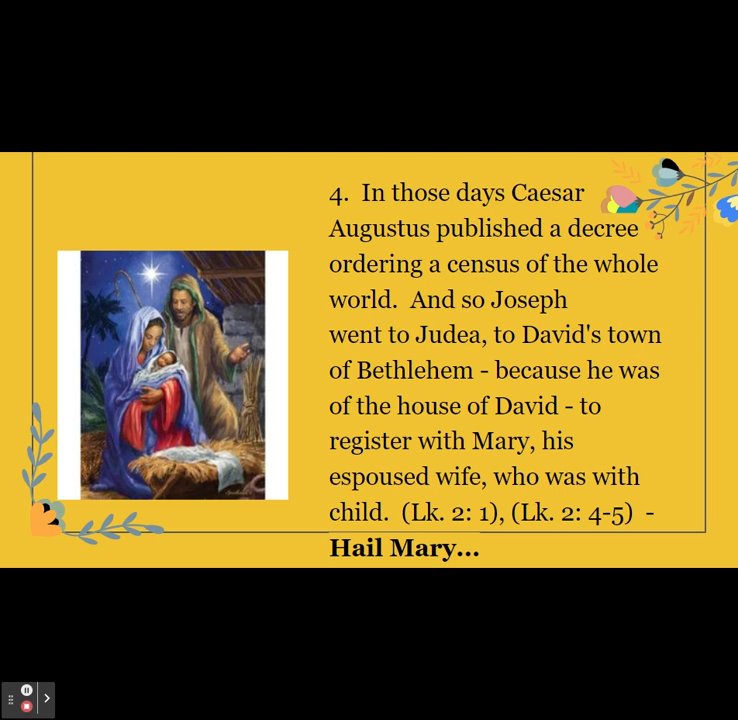 4.  In those days Caesar
Augustus published a decree
ordering a census of the whole
world.  And so Joseph
went to Judea, to David's town
of Bethlehem - because he was
of the house of David - to
register with Mary, his
espoused wife, who was with
child.  (Lk. 2: 1), (Lk. 2: 4-5)  -
Hail Mary...